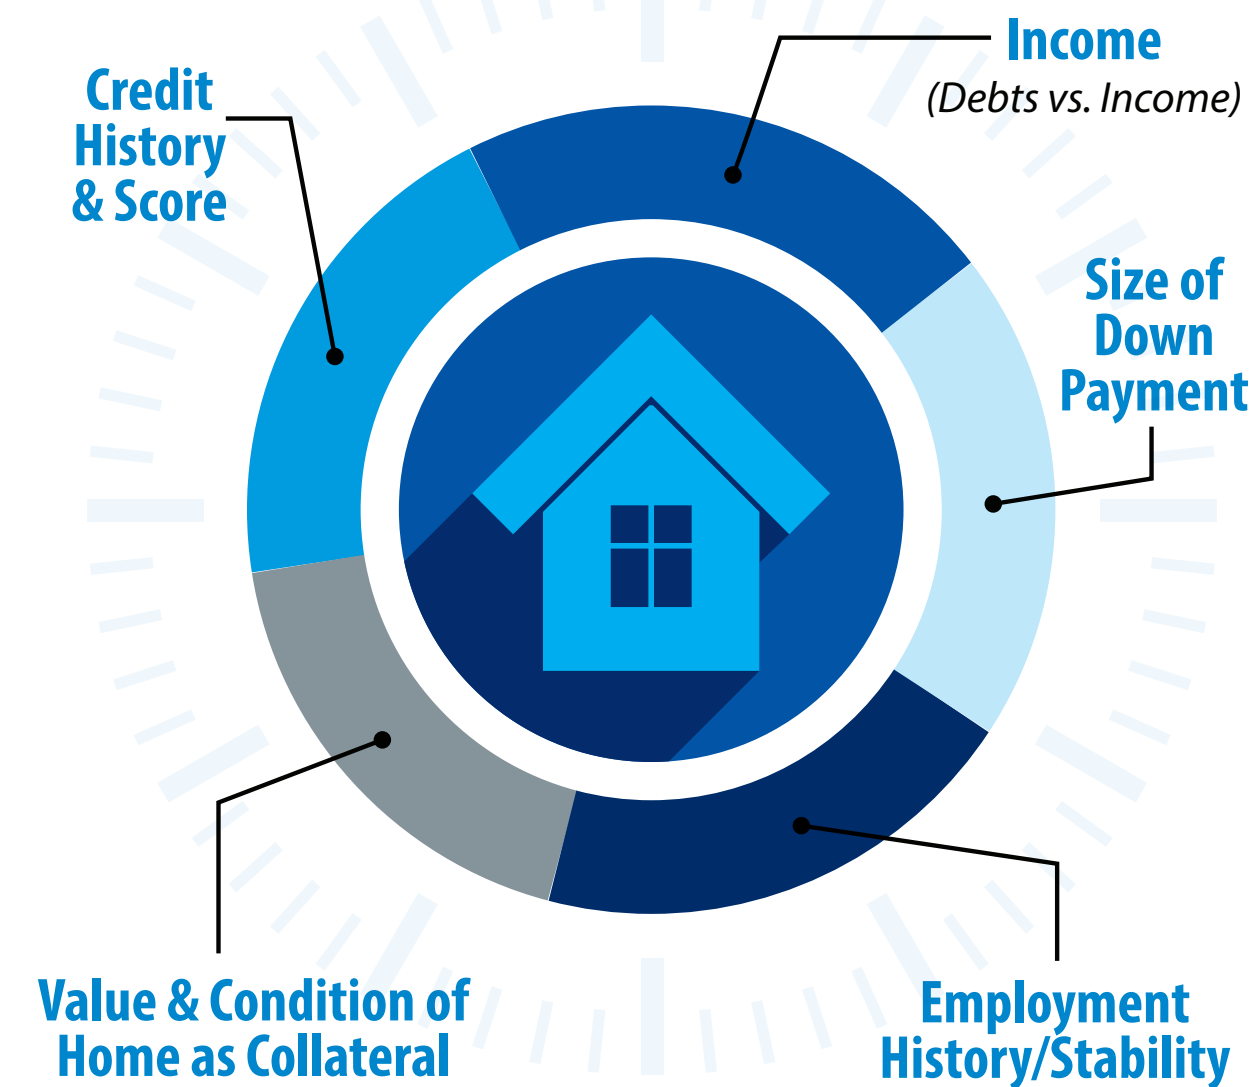 Income
(Debts vs. Income)
Credit
History
& Score
Size of
Down
Payment
Value & Condition of
Home as Collateral
Employment
History/Stability